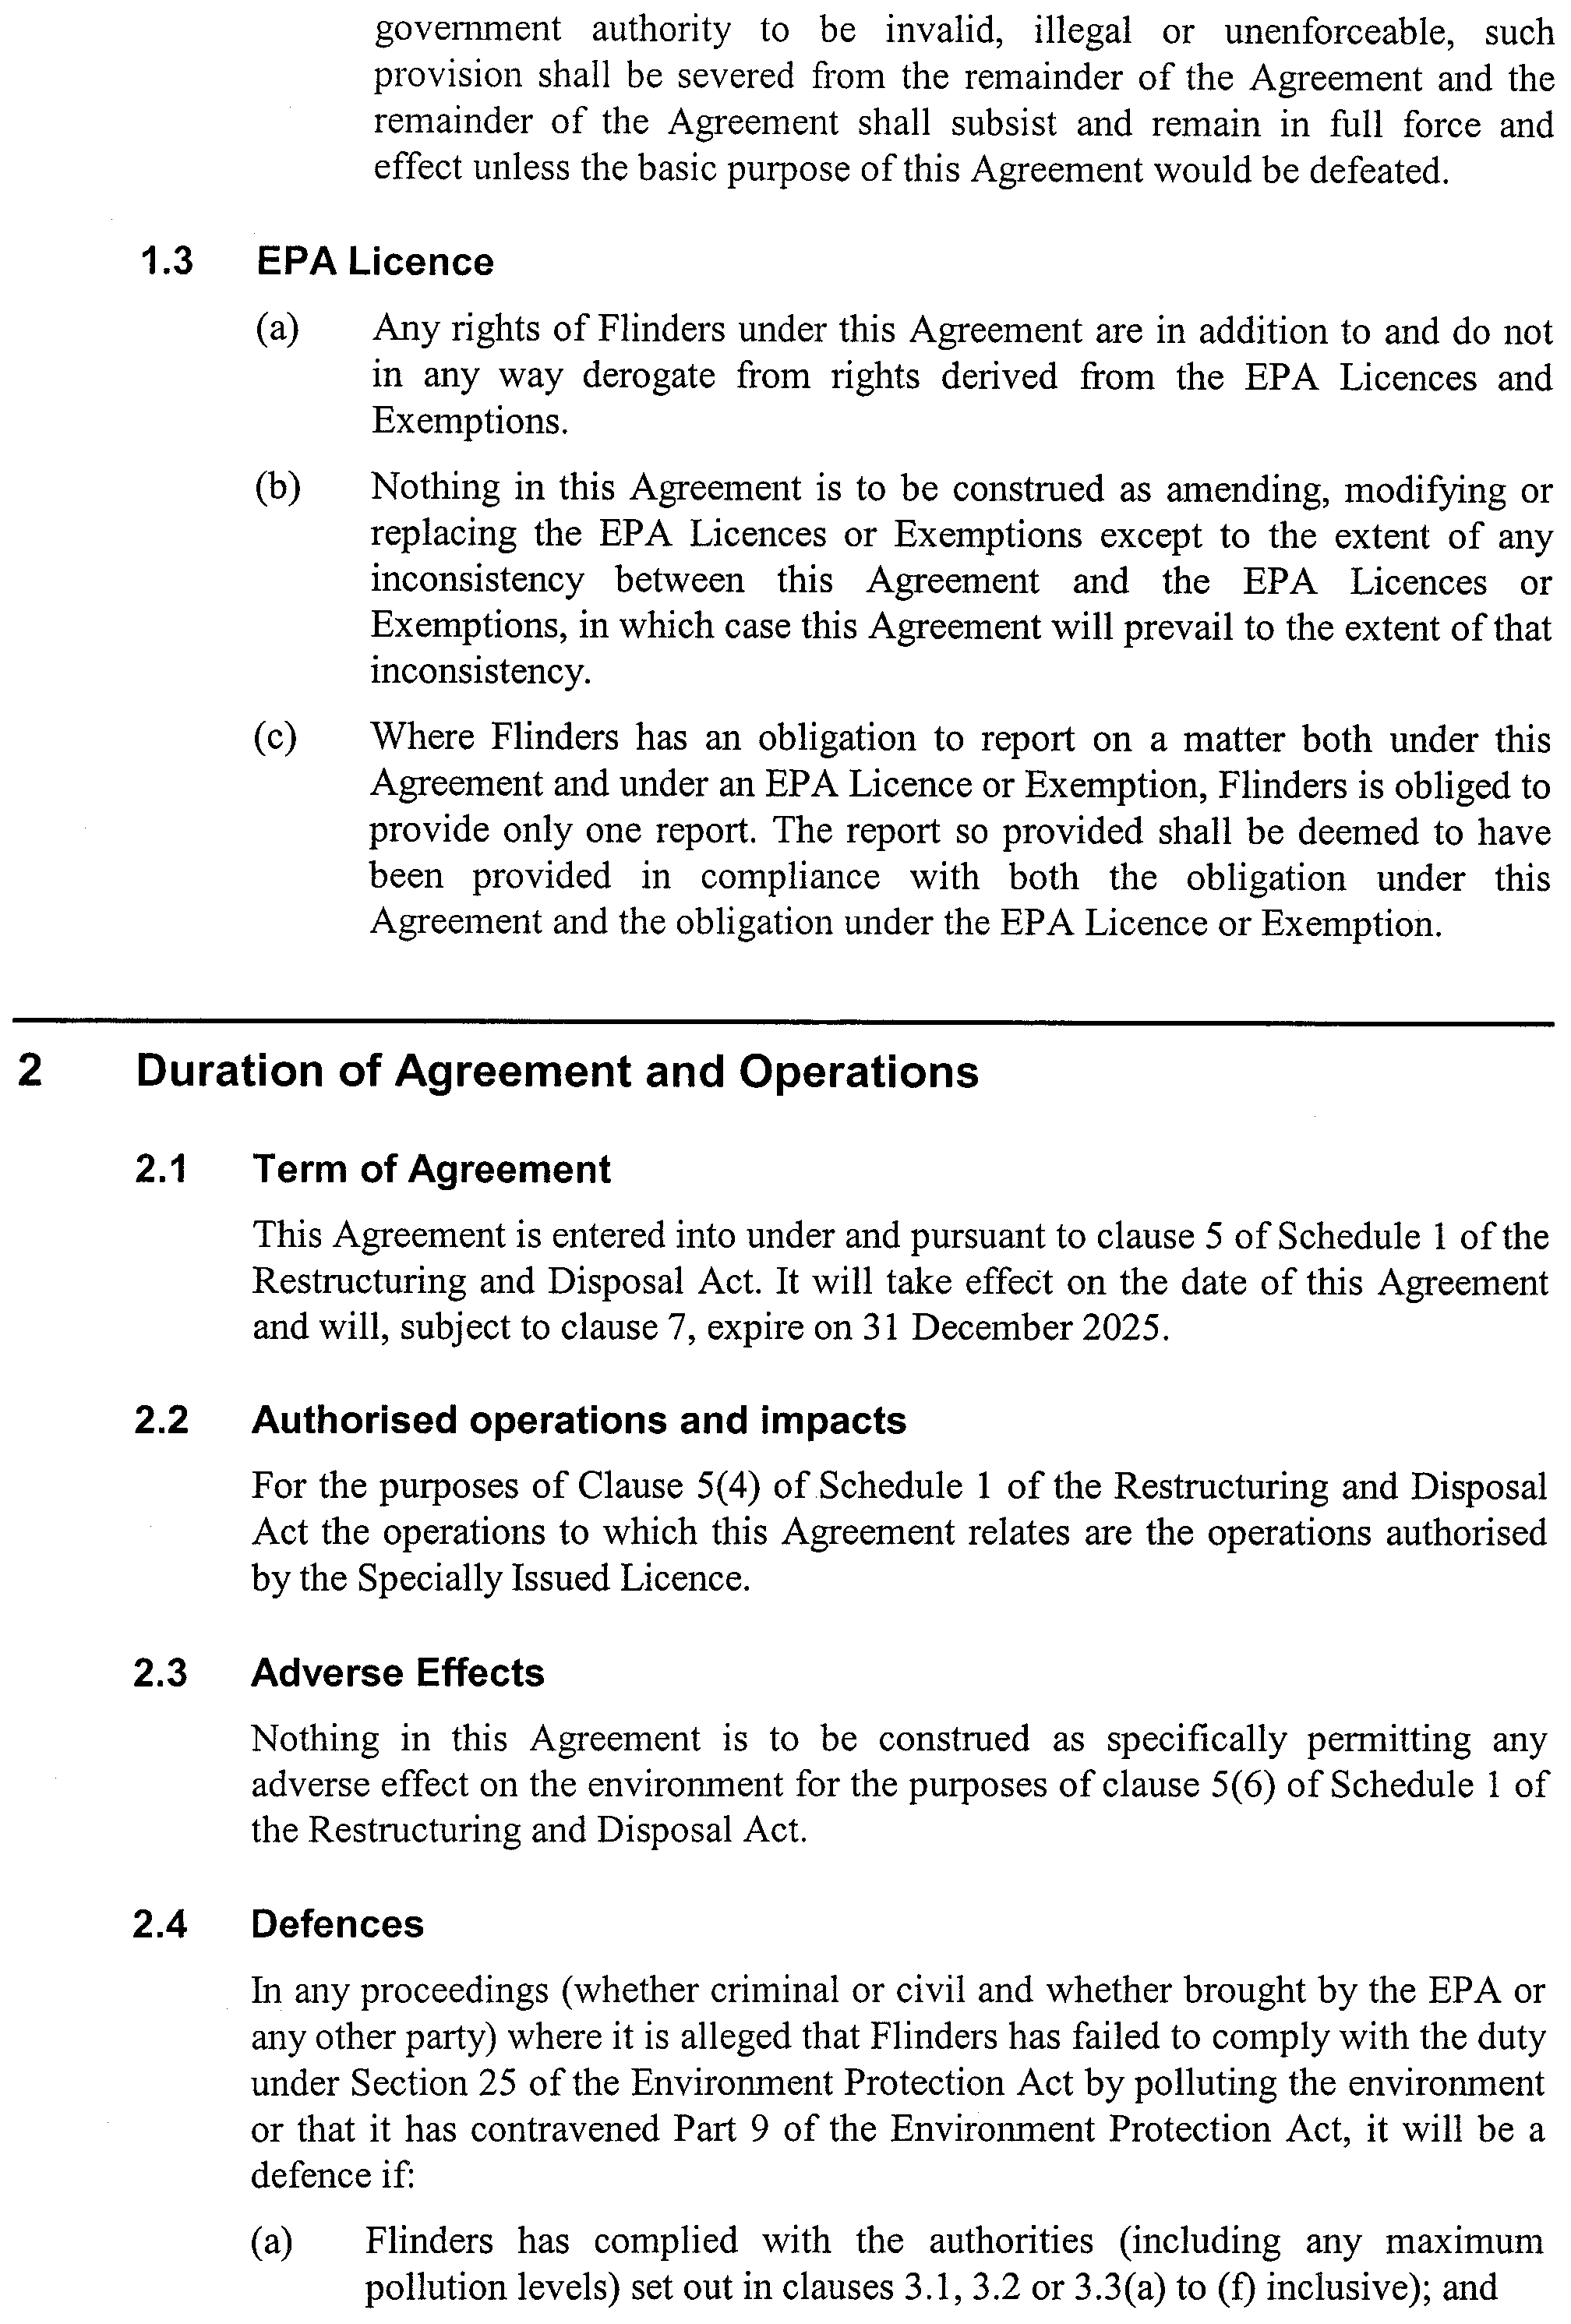 government authority to be invalid, illegal or unenforceable, such
provision shall be severed from the remainder of the Agreement and the
remainder of the Agreement shall subsist and remain in full force and
effect unless the basic purpose of this Agreement would be defeated.
1.3 EPA Licence
(a) Any rights of Flinders under this Agreement are in addition to and do not
in any way derogate from rights derived from the EPA Licences and
Exemptions.
(b) Nothing in this Agreement is to be construed as amending, modifying or
replacing the EPA Licences or Exemptions except to the extent of any
inconsistency between this Agreement and the EPA Licences or
Exemptions, in which case this Agreement will prevail to the extent of that
inconsistency.
(c) Where Flinders has an obligation to report on a matter both under this
Agreement and under an EPA Licence or Exemption, Flinders is obliged to
provide only one report. The report so provided shall be deemed to have
been provided in compliance with both the obligation under this
Agreement and the obligation under the EPA Licence or Exemption.
2 Duration of Agreement and Operations
2.1 Term of Agreement
This Agreement is entered into under and pursuant to clause 5 of Schedule 1 of the
Restructuring and Disposal Act. It will take effect on the date of this Agreement
and will, subject to clause 7, expire on 31 December 2025.
2.2 Authorised operations and impacts
For the purposes of Clause 5(4) of Schedule 1 of the Restructuring and Disposal
Act the operations to which this Agreement relates are the operations authorised
by the Specially Issued Licence.
2.3 Adverse Effects
Nothing in this Agreement is to be construed as specifically permitting any
adverse effect on the environment for the purposes of clause 5(6) of Schedule 1 of
the Restructuring and Disposal Act.
2.4 Defences
In any proceedings (whether criminal or civil and whether brought by the EPA or
any other party) where it is alleged that Flinders has failed to comply with the duty
under Section 25 of the Environment Protection Act by polluting the environment
or that it has contravened Part 9 of the Environment Protection Act, it will be a
defence if:
(a) Flinders has complied with the authorities (including any maximum
pollution levels) set out in clauses 3.1, 3.2 or 3.3(a) to (f) inclusive); and